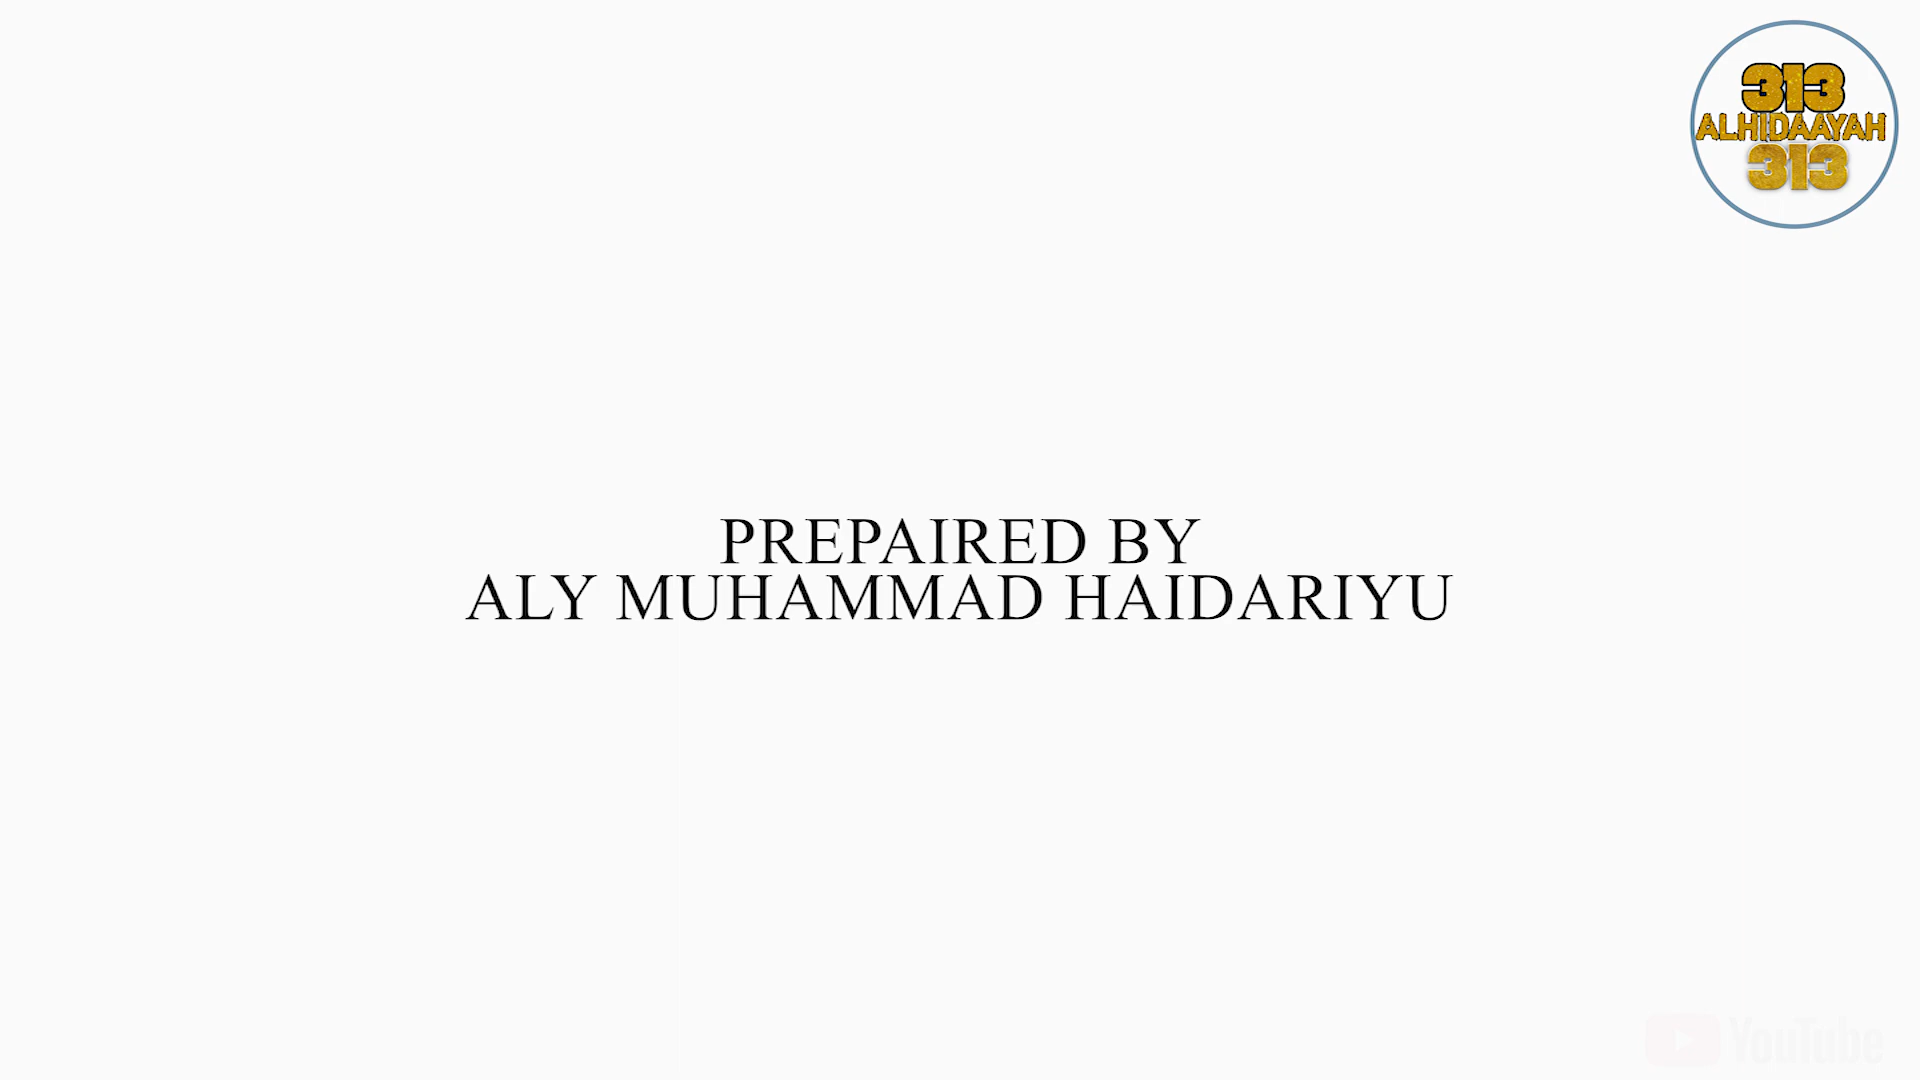 313
ALHIDAAYAH
313
PREPAIRED BY
ALY MUHAMMAD HAIDARIYU
YouTube